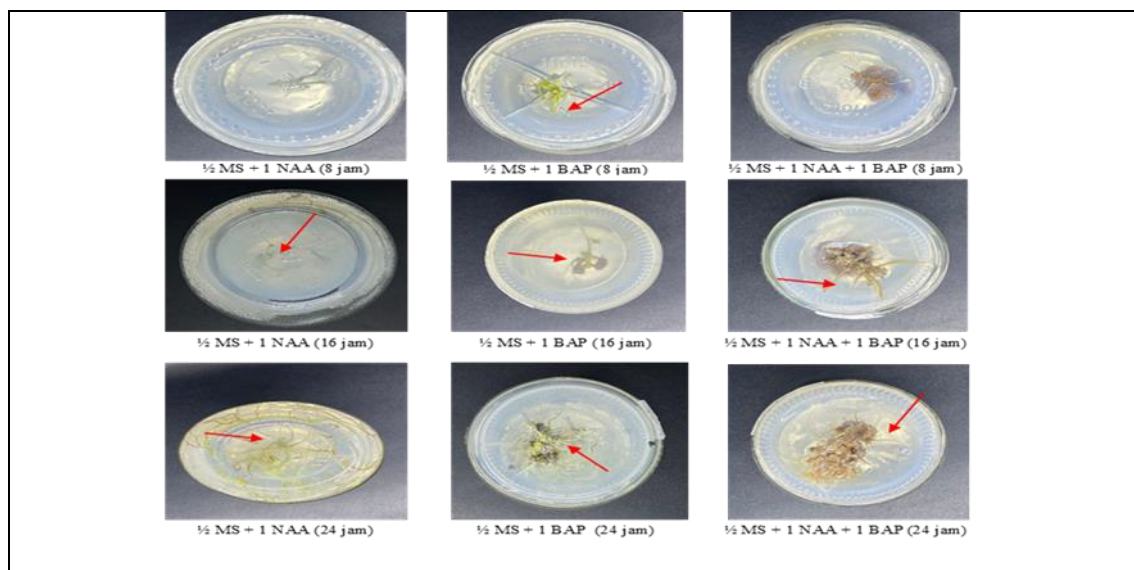 ½ MS + 1 NAA (8 jam)
½ MS + 1 BAP (8 jam)
½ MS + 1 NAA + 1 BAP (8 jam)
½ MS + 1 NAA (16 jam)
½ MS + 1 BAP (16 jam)
½ MS + 1 NAA + 1 BAP (16 jam)
½ MS + 1 NAA (24 jam)
½ MS + 1 BAP (24 jam)
½ MS + 1 NAA + 1 BAP (24 jam)